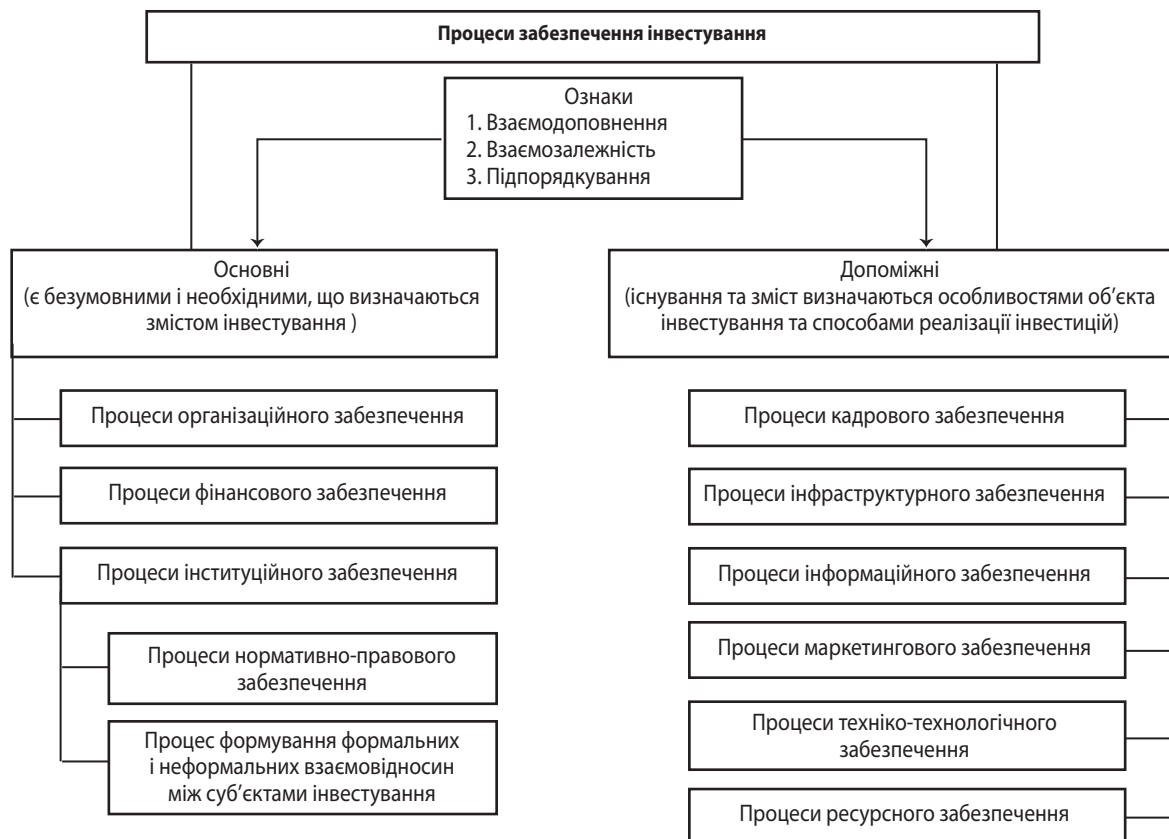 Процеси забезпечення інвестування
Ознаки
1. Взаємодоповнення
2. Взаємозалежність
3. Підпорядкування
Основні
(є безумовними і необхідними, що визначаються
змістом інвестування )
Процеси організаційного забезпечення
Процеси фінансового забезпечення
Процеси інституційного забезпечення
Процеси нормативно-правового
забезпечення
Процес формування формальних
і неформальних взаємовідносин
між суб’єктами інвестування
Допоміжні
(існування та зміст визначаються особливостями об’єкта
інвестування та способами реалізації інвестицій)
Процеси кадрового забезпечення
Процеси інфраструктурного забезпечення
Процеси інформаційного забезпечення
Процеси маркетингового забезпечення
Процеси техніко-технологічного
забезпечення
Процеси ресурсного забезпечення